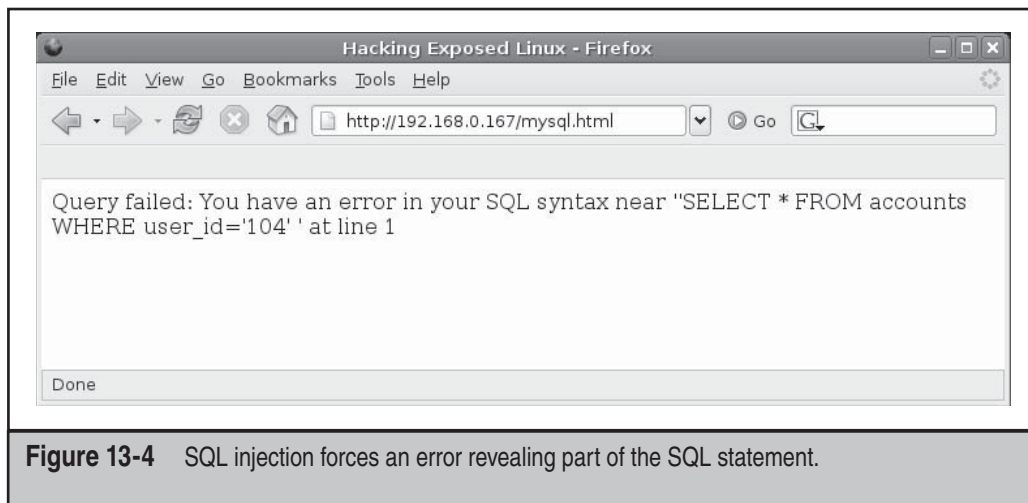 Hacking Exposed Linux - Firefox
File Edit View Go Bookmarks Tools Help
http://192.168.0.167/mysql.html Go G
Query failed: You have an error in your SQL syntax near "SELECT * FROM accounts
WHERE user_id='104' ' at line 1
Done
Figure 13-4 SQL injection forces an error revealing part of the SQL statement.